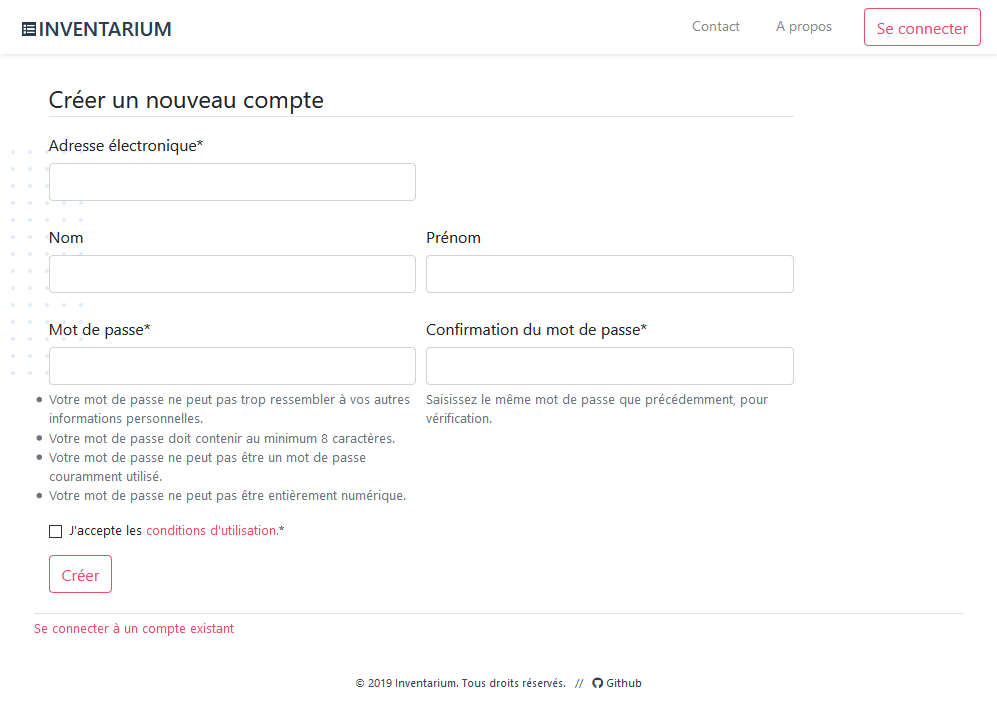 INVENTARIUM
Contact
A propos
Se connecter
Créer un nouveau compte
Adresse électronique*
Nom
Prénom
Mot de passe*
Confirmation du mot de passe*
Votre mot de passe ne peut pas trop ressembler à vos autres
informations personnelles.
Votre mot de passe doit contenir au minimum 8 caractères.
Votre mot de passe ne peut pas être un mot de passe
couramment utilisé.
Votre mot de passe ne peut pas être entièrement numérique.
Saisissez le même mot de passe que précédemment, pour
vérification.
J'accepte les conditions d'utilisation.*
Créer
Se connecter à un compte existant
© 2019 Inventarium. Tous droits réservés. // Github